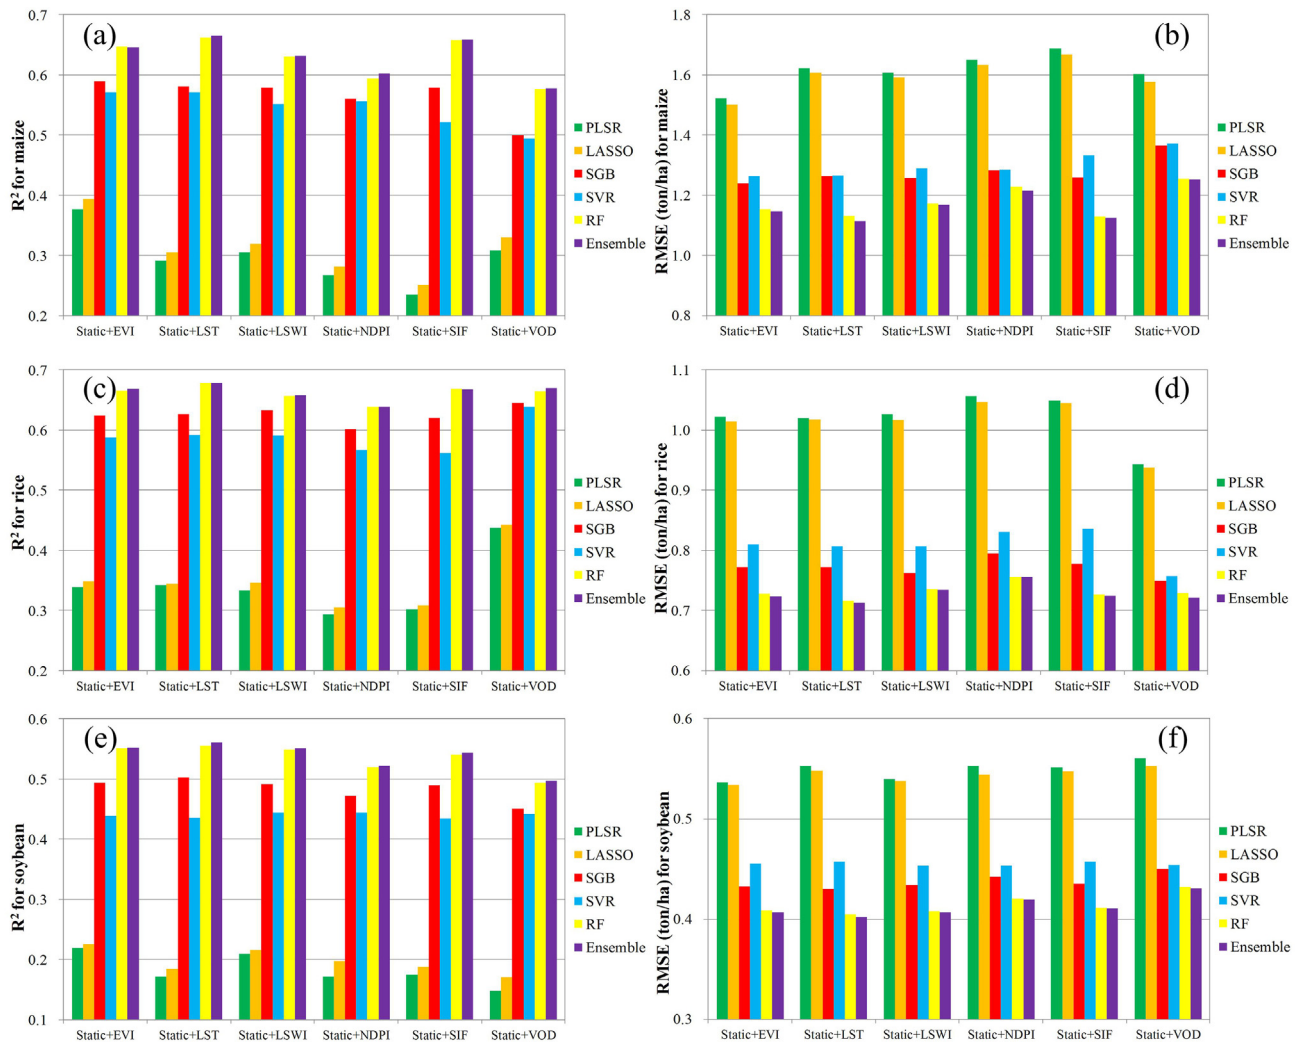 (a)
R² for maize
0.7
0.6
0.5
0.4
0.3
0.2
Static+EVI Static+LST Static+LSWI Static+NDPI Static+SIF Static+VOD
PLSR
LASSO
SGB
SVR
RF
Ensemble
(b)
RMSE (ton/ha) for maize
1.8
1.6
1.4
1.2
1.0
0.8
Static+EVI Static+LST Static+LSWI Static+NDPI Static+SIF Static+VOD
PLSR
LASSO
SGB
SVR
RF
Ensemble
(c)
R² for rice
0.7
0.6
0.5
0.4
0.3
0.2
Static+EVI Static+LST Static+LSWI Static+NDPI Static+SIF Static+VOD
PLSR
LASSO
SGB
SVR
RF
Ensemble
(d)
RMSE (ton/ha) for rice
1.1
1.0
0.9
0.8
0.7
0.6
Static+EVI Static+LST Static+LSWI Static+NDPI Static+SIF Static+VOD
PLSR
LASSO
SGB
SVR
RF
Ensemble
(e)
R² for soybean
0.6
0.5
0.4
0.3
0.2
0.1
Static+EVI Static+LST Static+LSWI Static+NDPI Static+SIF Static+VOD
PLSR
LASSO
SGB
SVR
RF
Ensemble
(f)
RMSE (ton/ha) for soybean
0.6
0.5
0.4
0.3
Static+EVI Static+LST Static+LSWI Static+NDPI Static+SIF Static+VOD
PLSR
LASSO
SGB
SVR
RF
Ensemble